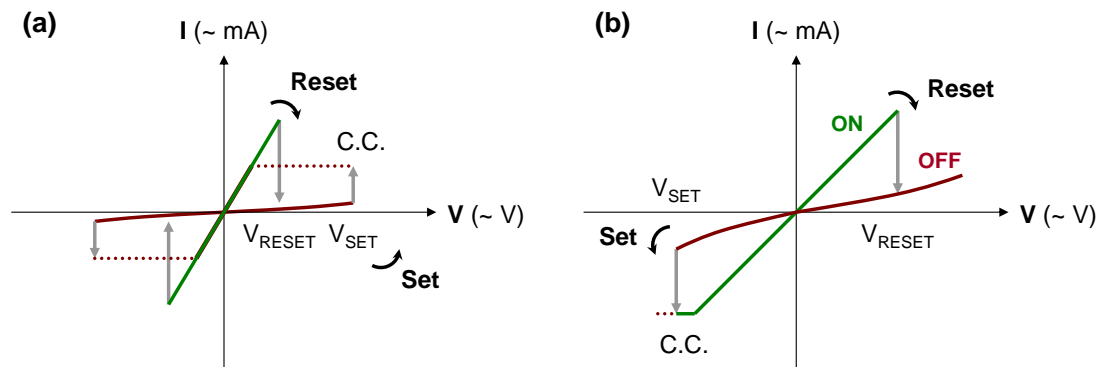 (a)
I (~ mA)
Reset
C.C.
V (~ V)
VRESET
VSET
Set
(b)
I (~ mA)
Reset
ON
OFF
VSET
V (~ V)
Set
VRESET
C.C.